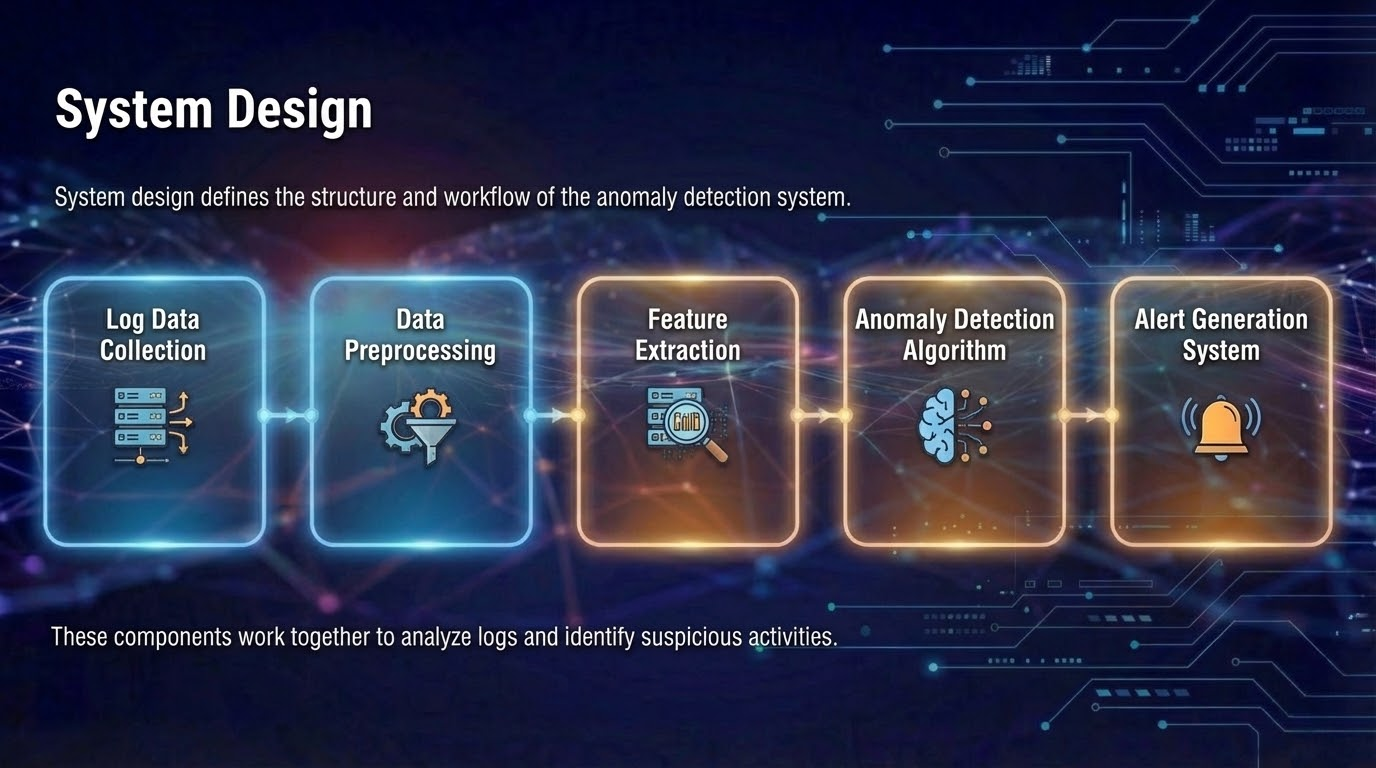 System Design
System design defines the structure and workflow of the anomaly detection system.
Log Data
Collection
Data
Preprocessing
Feature
Extraction
Anomaly Detection
Algorithm
Alert Generation
System
These components work together to analyze logs and identify suspicious activities.